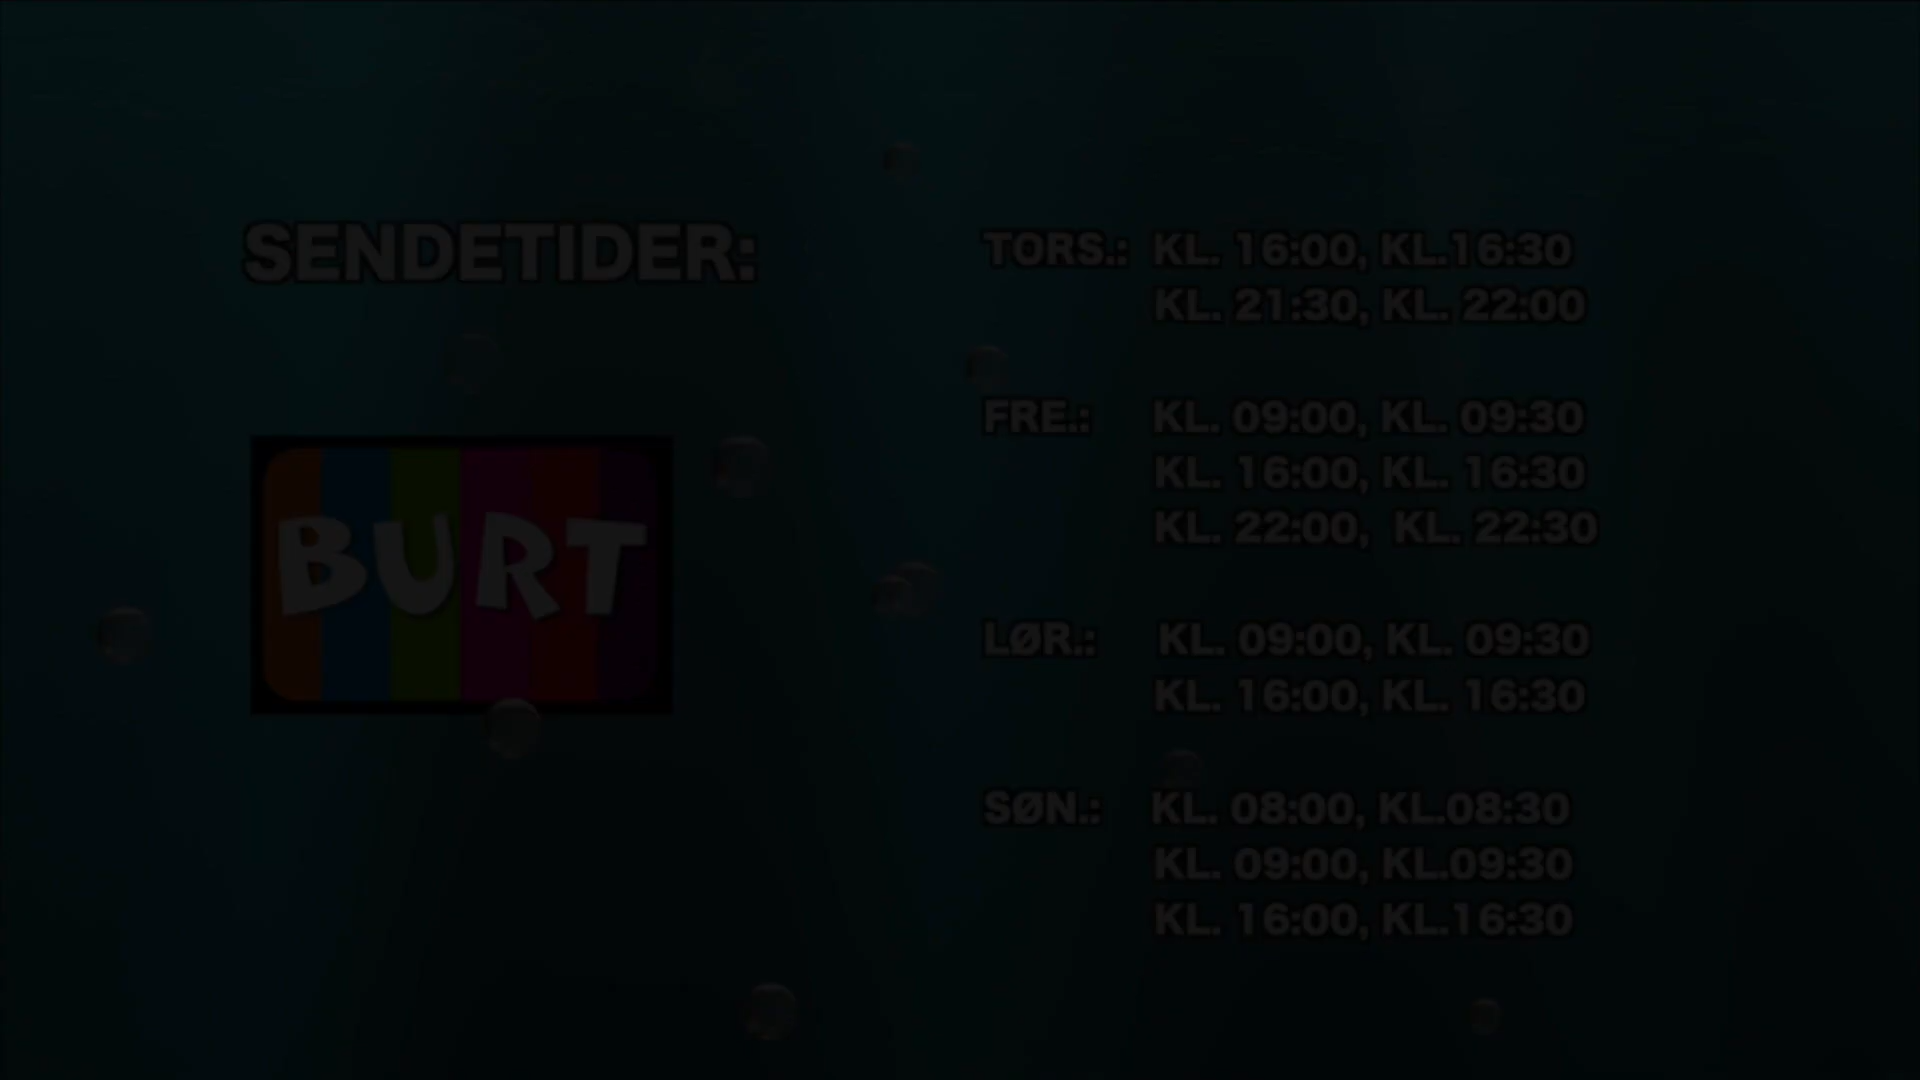 SENDETIDER:
BURT
TORS.: KL. 16:00, KL.16:30
KL. 21:30, KL. 22:00
FRE.: KL. 09:00, KL. 09:30
KL. 16:00, KL. 16:30
KL. 22:00, KL. 22:30
LØR.: KL. 09:00, KL. 09:30
KL. 16:00, KL. 16:30
SØN.: KL. 08:00, KL.08:30
KL. 09:00, KL.09:30
KL. 16:00, KL.16:30